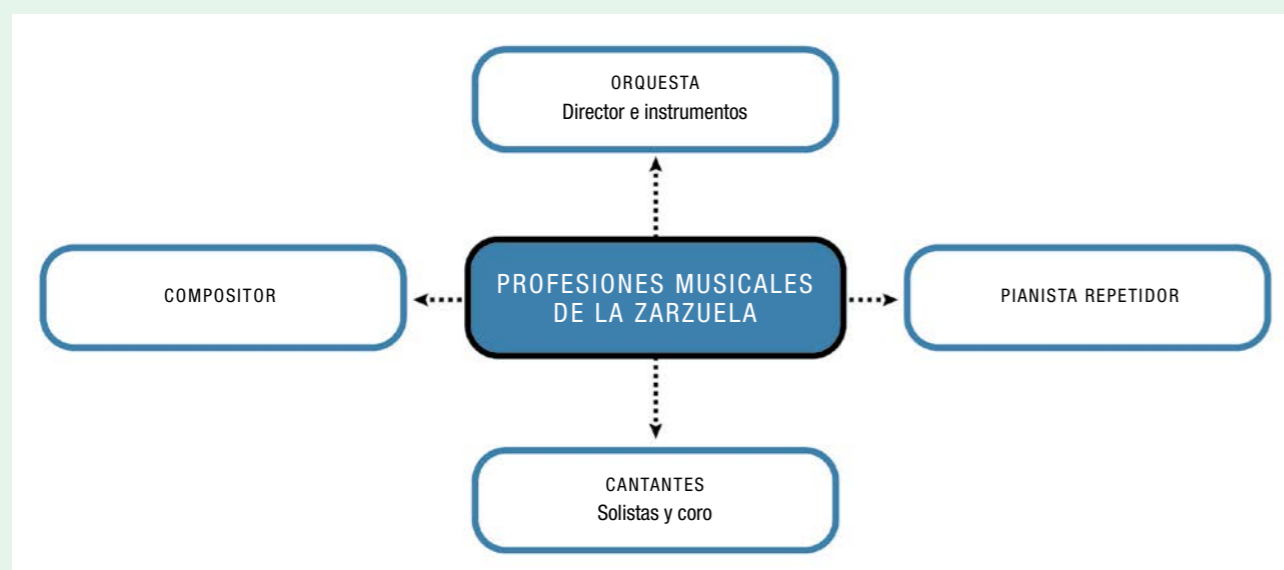 ORQUESTA
Director e instrumentos
COMPOSITOR
PROFESIONES MUSICALES
DE LA ZARZUELA
PIANISTA REPETIDOR
CANTANTES
Solistas y coro